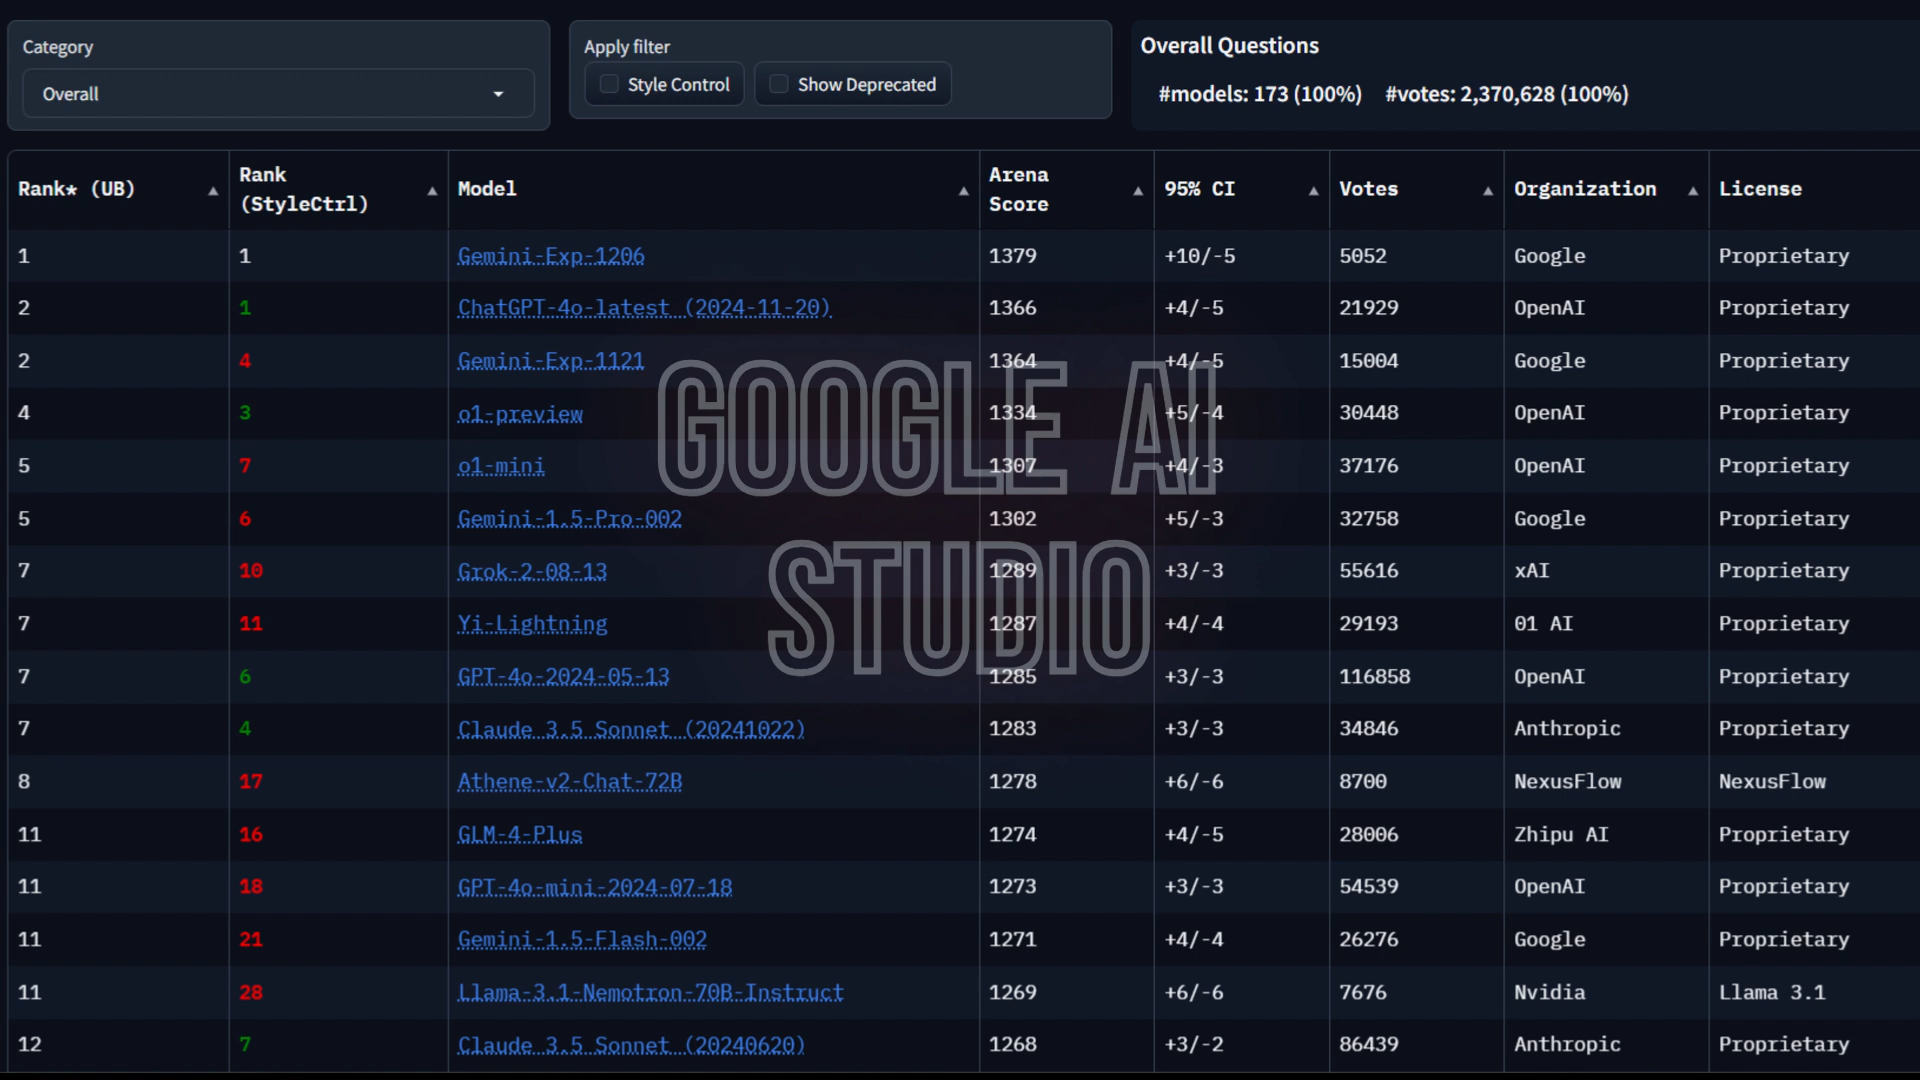 Category
Overall
Apply filter
Style Control Show Deprecated
Overall Questions
#models: 173 (100%) #votes: 2,370,628 (100%)
Rank* (UB) Rank (StyleCtrl) Model Arena Score 95% CI Votes Organization License
1 1 Gemini-Exp-1206 1379 +10/-5 5052 Google Proprietary
2 1 ChatGPT-4o-latest (2024-11-20) 1366 +4/-5 21929 OpenAI Proprietary
2 4 Gemini-Exp-1121 1364 +4/-5 15004 Google Proprietary
4 3 o1-preview 1334 +5/-4 30448 OpenAI Proprietary
5 7 o1-mini 1307 +4/-3 37176 OpenAI Proprietary
5 6 Gemini-1.5-Pro-002 1302 +5/-3 32758 Google Proprietary
7 10 Grok-2-08-13 1289 +3/-3 55616 xAI Proprietary
7 11 Yi-Lightning 1287 +4/-4 29193 01 AI Proprietary
7 6 GPT-4o-2024-05-13 1285 +3/-3 116858 OpenAI Proprietary
7 4 Claude 3.5 Sonnet (20241022) 1283 +3/-3 34846 Anthropic Proprietary
8 17 Athene-v2-Chat-72B 1278 +6/-6 8700 NexusFlow NexusFlow
11 16 GLM-4-Plus 1274 +4/-5 28006 Zhipu AI Proprietary
11 18 GPT-4o-mini-2024-07-18 1273 +3/-3 54539 OpenAI Proprietary
11 21 Gemini-1.5-Flash-002 1271 +4/-4 26276 Google Proprietary
11 28 Llama-3.1-Nemotron-70B-Instruct 1269 +6/-6 7676 Nvidia Llama 3.1
12 7 Claude 3.5 Sonnet (20240620) 1268 +3/-2 86439 Anthropic Proprietary
GOOGLE AI
STUDIO